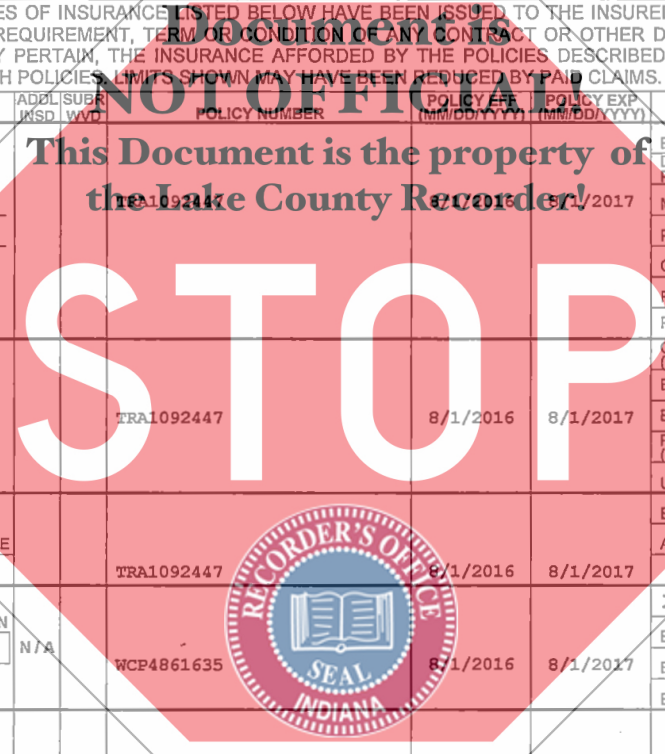 ES OF INSURANCE LISTED BELOW HAVE BEEN ISSUED TO THE INSURE
Document is
REQUIREMENT, TERM OR CONDITION OF ANY CONTRACT OR OTHER D
Y PERTAIN, THE INSURANCE AFFORDED BY THE POLICIES DESCRIBED
H POLICIES. LIMITS SHOWN MAY HAVE BEEN REDUCED BY PAID CLAIMS.
NOT OFFICIAL!
ADDL SUBR POLICY EFF POLICY EXP
INSD WVD POLICY NUMBER (MM/DD/YYYY) (MM/DD/YYYY)
This Document is the property of
the Lake County Recorder!
TRA1092447 8/1/2016 8/1/2017
STOP
TRA1092447 8/1/2016 8/1/2017
TRA1092447 8/1/2016 8/1/2017
N/A
WCP4861635 8/1/2016 8/1/2017
RECORDER'S OFFICE
SEAL
INDIANA